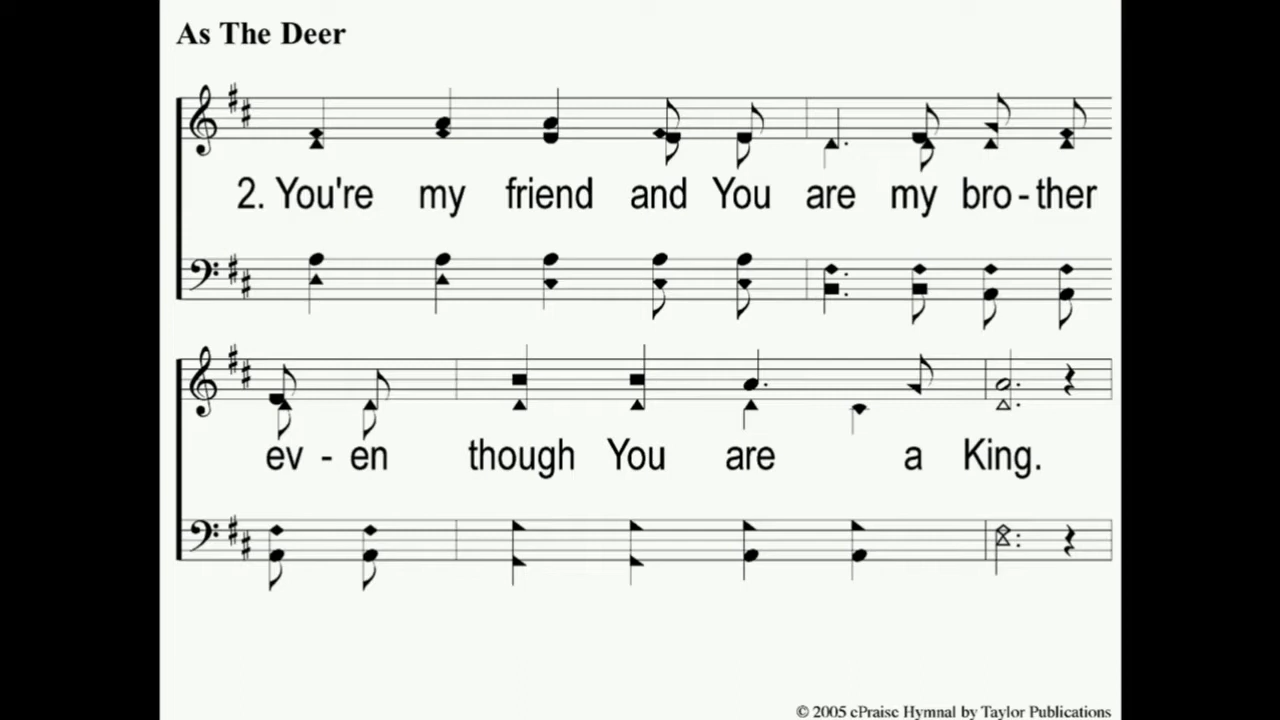 As The Deer
2. You're my friend and You are my bro-ther
ev - en though You are a King.
© 2005 ePraise Hymnal by Taylor Publications